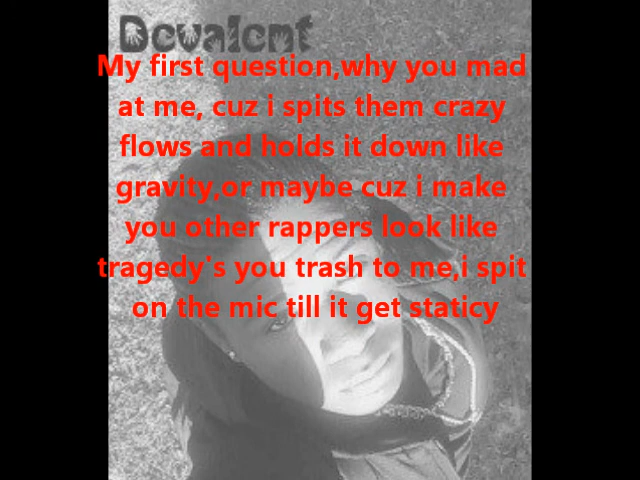 Devalent
My first question,why you mad
at me, cuz i spits them crazy
flows and holds it down like
gravity,or maybe cuz i make
you other rappers look like
tragedy's you trash to me,i spit
on the mic till it get staticy